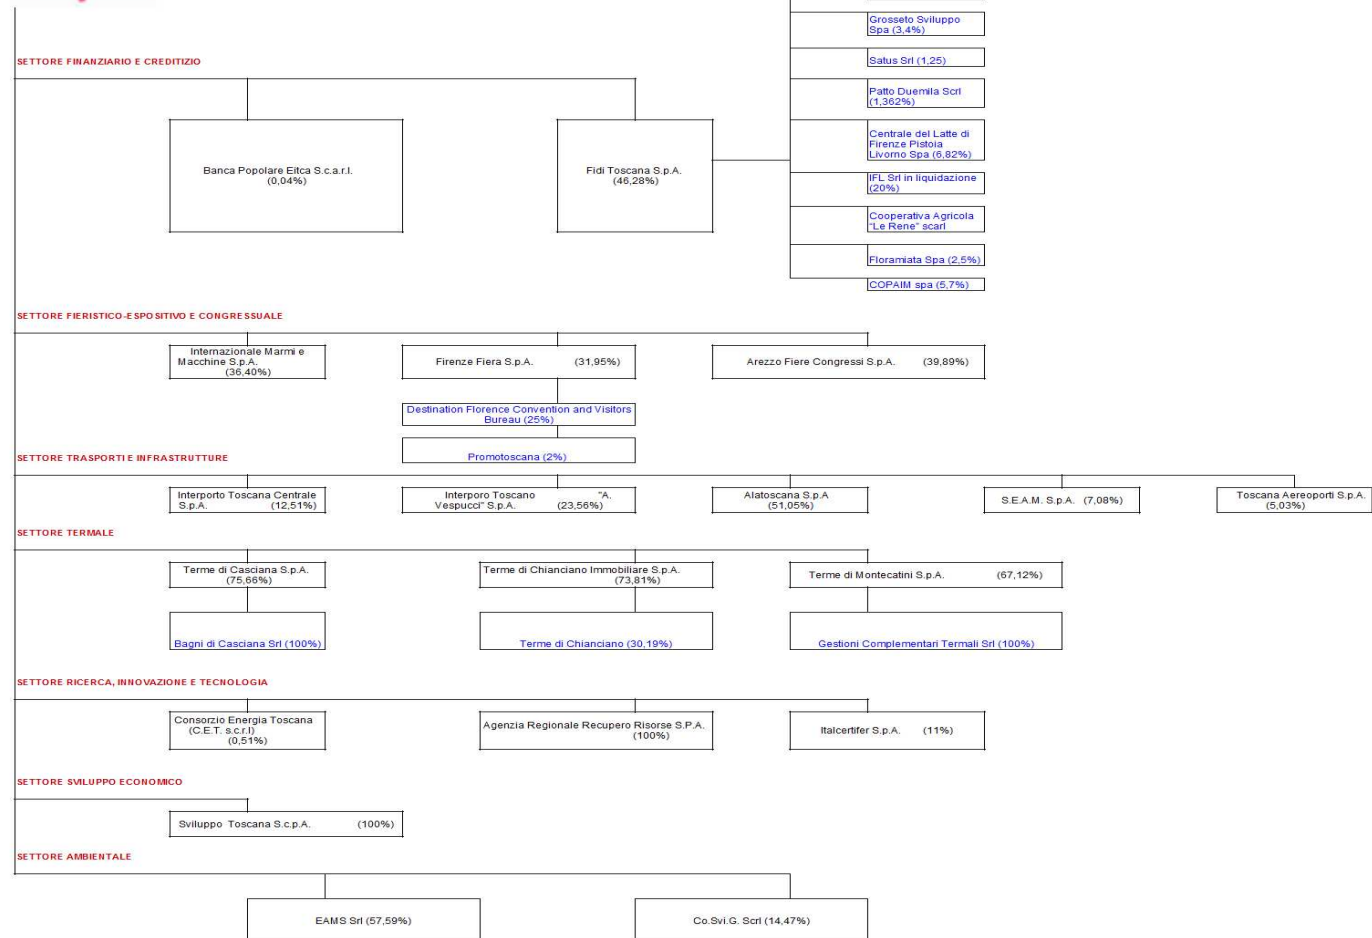 Grosseto Sviluppo
Spa (3,4%)
SETTORE FINANZIARIO E CREDITIZIO
Satus Srl (1,25)
Patto Duemila Scrl
(1,362%)
Centrale del Latte di
Firenze Pistoia
Livorno Spa (6,82%)
Banca Popolare Eitca S.c.a.r.l.
(0,04%)
Fidi Toscana S.p.A.
(46,28%)
IFL Srl in liquidazione
(20%)
Cooperativa Agricola
"Le Rene" scarl
Floramiata Spa (2,5%)
COPAIM spa (5,7%)
SETTORE FIERISTICO-ESPOSITIVO E CONGRESSUALE
Internazionale Marmi e
Macchine S.p.A.
(36,40%)
Firenze Fiera S.p.A. (31,95%)
Arezzo Fiere Congressi S.p.A. (39,89%)
Destination Florence Convention and Visitors
Bureau (25%)
Promotoscana (2%)
SETTORE TRASPORTI E INFRASTRUTTURE
Interporto Toscana Centrale
S.p.A. (12,51%)
Interporo Toscano "A.
Vespucci" S.p.A. (23,56%)
Alatoscana S.p.A
(51,05%)
S.E.A.M. S.p.A. (7,08%)
Toscana Aereoporti S.p.A.
(5,03%)
SETTORE TERMALE
Terme di Casciana S.p.A.
(75,66%)
Terme di Chianciano Immobiliare S.p.A.
(73,81%)
Terme di Montecatini S.p.A. (67,12%)
Bagni di Casciana Srl (100%)
Terme di Chianciano (30,19%)
Gestioni Complementari Termali Srl (100%)
SETTORE RICERCA, INNOVAZIONE E TECNOLOGIA
Consorzio Energia Toscana
(C.E.T. s.c.r.l)
(0,51%)
Agenzia Regionale Recupero Risorse S.P.A.
(100%)
Italcertifer S.p.A. (11%)
SETTORE SVILUPPO ECONOMICO
Sviluppo Toscana S.c.p.A. (100%)
SETTORE AMBIENTALE
EAMS Srl (57,59%)
Co.Svi.G. Scrl (14,47%)